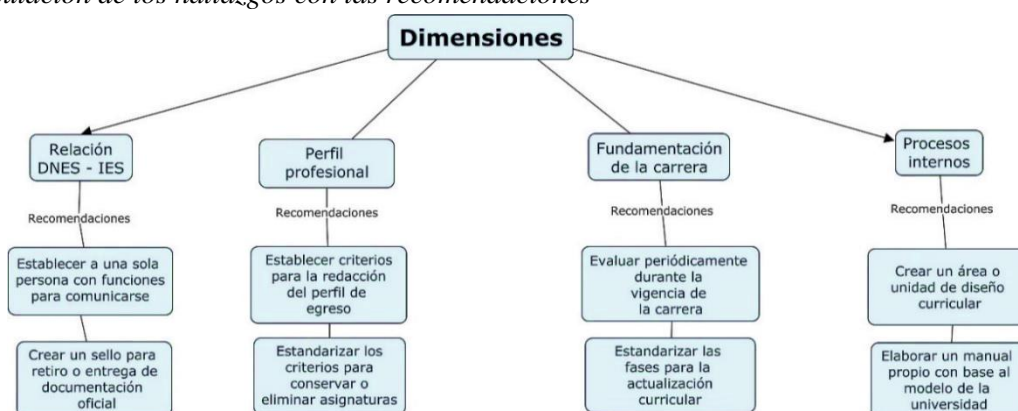 con las recomendaciones
Dimensiones
Relación
DNES - IES
Recomendaciones
Establecer a una sola
persona con funciones
para comunicarse
Crear un sello para
retiro o entrega de
documentación
oficial
Perfil
profesional
Recomendaciones
Establecer criterios
para la redacción
del perfil de
egreso
Estandarizar los
criterios para
conservar o
eliminar asignaturas
Fundamentación
de la carrera
Recomendaciones
Evaluar periódicamente
durante la
vigencia de
la carrera
Estandarizar las
fases para la
actualización
curricular
Procesos
internos
Recomendaciones
Crear un área o
unidad de diseño
curricular
Elaborar un manual
propio con base al
modelo de la
universidad